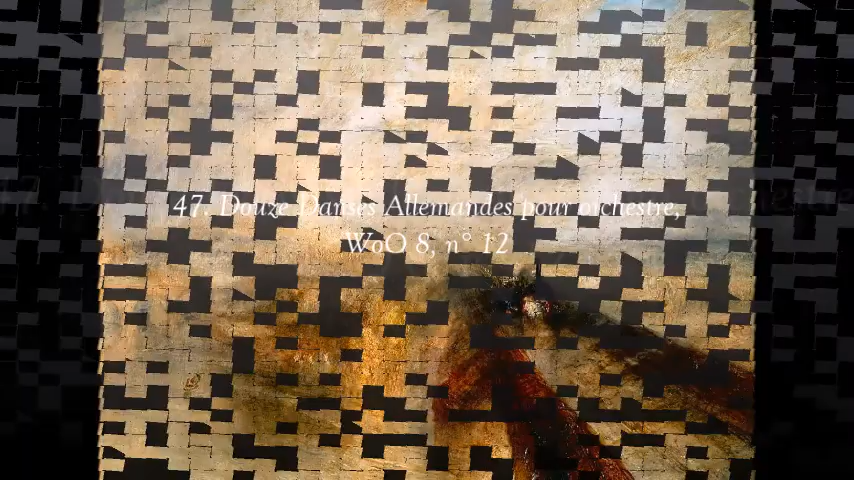 47. Douze Danses Allemandes pour orchestre,
WoO 8, n° 12